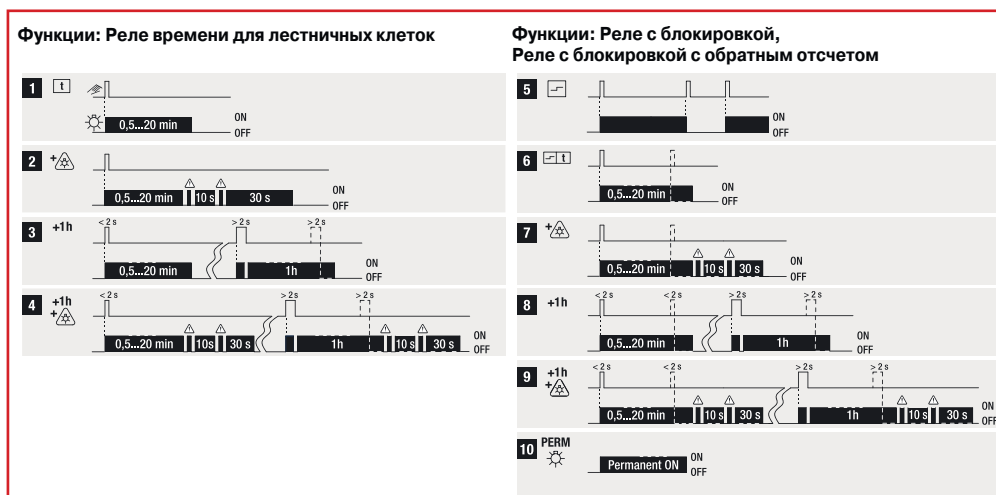 Функции: Реле времени для лестничных клеток
1 t
0,5...20 min ON OFF
2 +
0,5...20 min 10 s 30 s ON OFF
3 +1h
< 2 s > 2 s > 2 s
0,5...20 min 1h ON OFF
4 +1h +
< 2 s > 2 s > 2 s
0,5...20 min 10s 30 s 1h 10 s 30 s ON OFF
Функции: Реле с блокировкой,
Реле с блокировкой с обратным отсчетом
5
ON OFF
6 t
0,5...20 min ON OFF
7 +
0,5...20 min 10 s 30 s ON OFF
8 +1h
< 2 s < 2 s > 2 s > 2 s
0,5...20 min 1h ON OFF
9 +1h +
< 2 s < 2 s > 2 s > 2 s
0,5...20 min 10 s 30 s 1h 10 s 30 s ON OFF
10 PERM
Permanent ON ON OFF